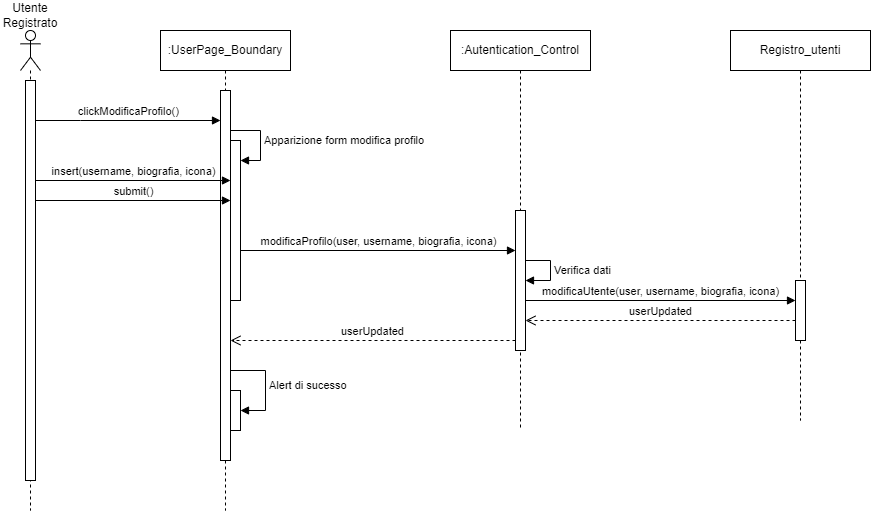 Utente
Registrato
:UserPage_Boundary
:Autentication_Control
Registro_utenti
clickModificaProfilo()
Apparizione form modifica profilo
insert(username, biografia, icona)
submit()
modificaProfilo(user, username, biografia, icona)
Verifica dati
modificaUtente(user, username, biografia, icona)
userUpdated
userUpdated
Alert di sucesso